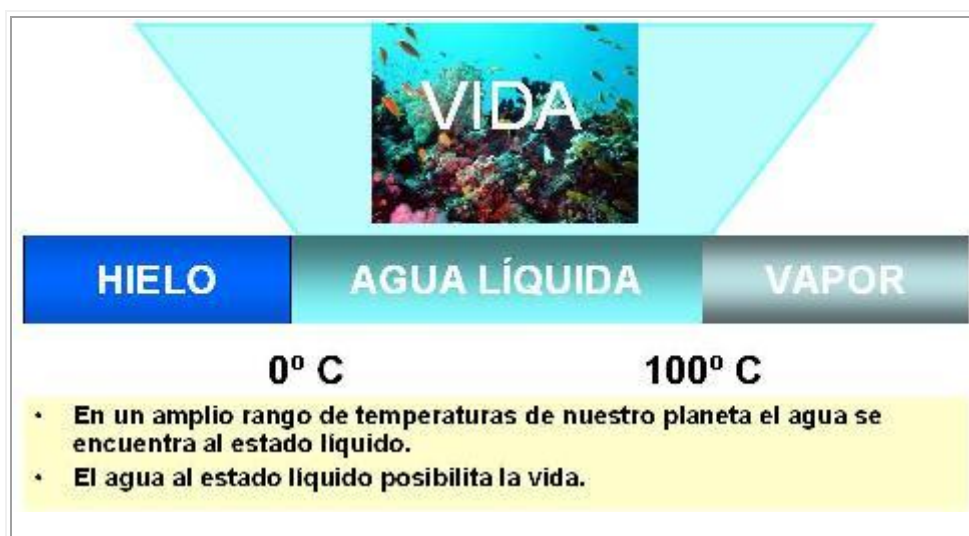 VIDA
HIELO AGUA LÍQUIDA VAPOR
0º C 100º C
• En un amplio rango de temperaturas de nuestro planeta el agua se
encuentra al estado líquido.
• El agua al estado líquido posibilita la vida.